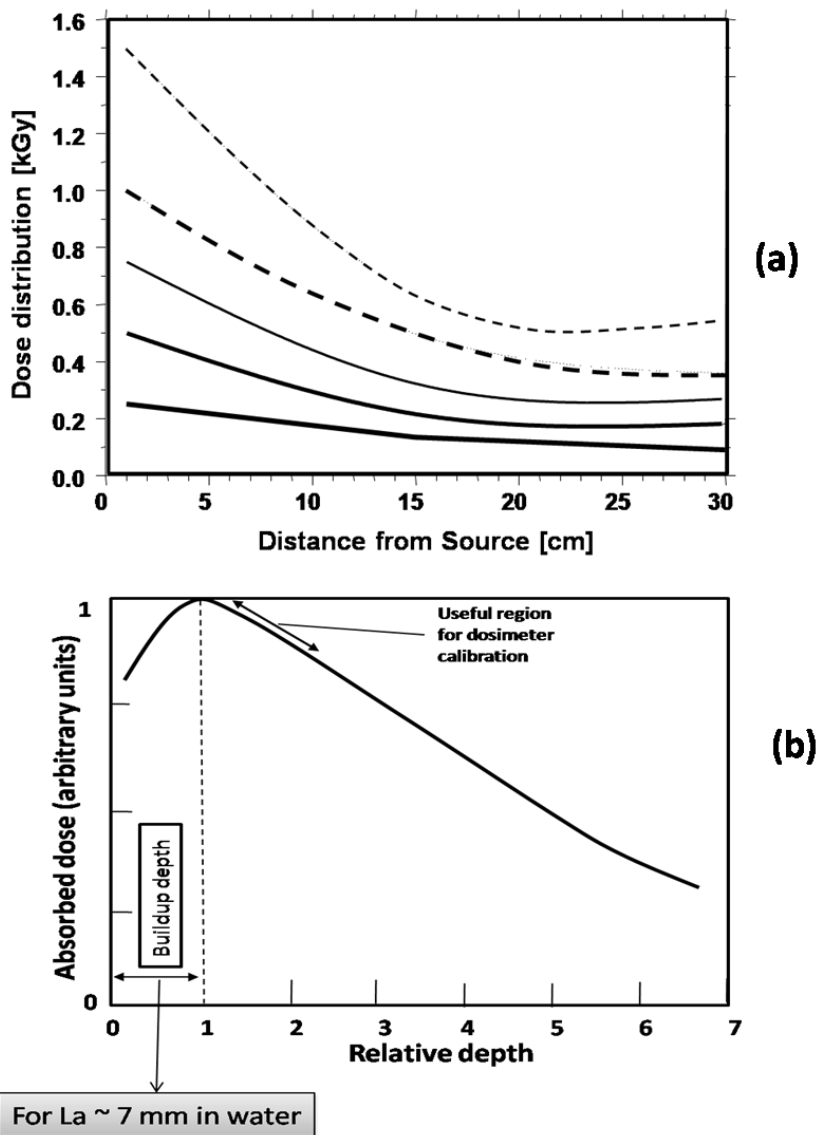 1.6
1.4
1.2
1.0
0.8
0.6
0.4
0.2
0.0
Dose distribution [kGy]
0 5 10 15 20 25 30
Distance from Source [cm]
(a)
1
0
Absorbed dose (arbitrary units)
Useful region
for dosimeter
calibration
Buildup depth
(b)
0 1 2 3 4 5 6 7
Relative depth
For La ~ 7 mm in water